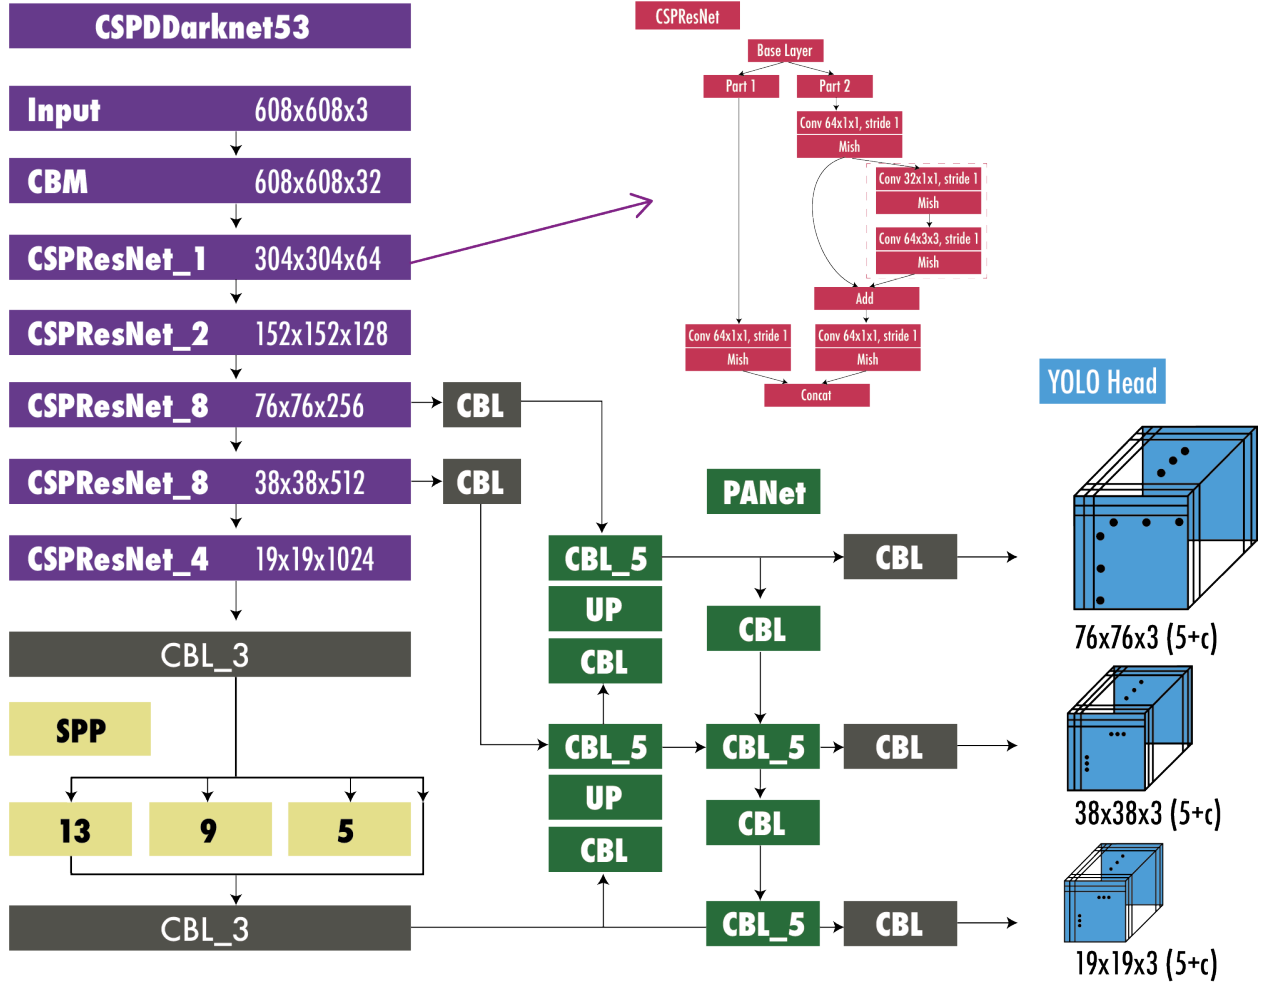 CSPDDarknet53
Input 608x608x3
CBM 608x608x32
CSPResNet_1 304x304x64
CSPResNet_2 152x152x128
CSPResNet_8 76x76x256
CSPResNet_8 38x38x512
CSPResNet_4 19x19x1024
CBL_3
SPP
13 9 5
CBL_3
CBL
CBL
CSPResNet
Base Layer
Part 1 Part 2
Conv 64x1x1, stride 1
Mish
Conv 32x1x1, stride 1
Mish
Conv 64x3x3, stride 1
Mish
Add
Conv 64x1x1, stride 1
Mish
Conv 64x1x1, stride 1
Mish
Concat
PANet
CBL_5
UP
CBL
CBL_5
UP
CBL
CBL
CBL_5
CBL
CBL_5
CBL
CBL
CBL
YOLO Head
76x76x3 (5+c)
38x38x3 (5+c)
19x19x3 (5+c)